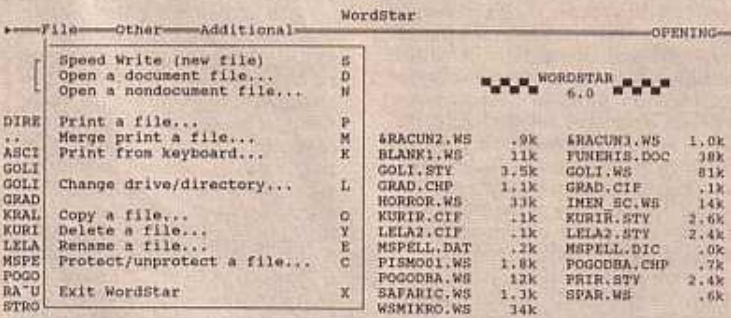 WordStar
File Other Additional OPENING
Speed Write (new file) S
Open a document file... D
Open a nondocument file... N
WORDSTAR
6.0
DIRE Print a file... P
.. Merge print a file... M &RACUN2.WS .9k &RACUN3.WS 1.0k
ASCI Print from keyboard... K BLANK1.WS 11k FUNERIS.DOC 38k
GOLI GOLI.STY 3.5k GOLI.WS 81k
GOLI Change drive/directory... L GRAD.CHP 1.1k GRAD.CIF .1k
GRAD HORROR.WS 33k IMEN_SC.WS 14k
KRAL Copy a file... O KURIR.CIF .1k KURIR.STY 2.6k
KURI Delete a file... Y LELA2.CIF .1k LELA2.STY 2.4k
LELA Rename a file... E MSPELL.DAT .2k MSPELL.DIC .0k
MSPE Protect/unprotect a file... C PISMO01.WS 1.8k POGODBA.CHP .7k
POGO POGODBA.WS 12k PRIR.STY 2.4k
RA~U Exit WordStar X SAFARIC.WS 1.3k SPAR.WS .6k
STRO WSMIKRO.WS 34k